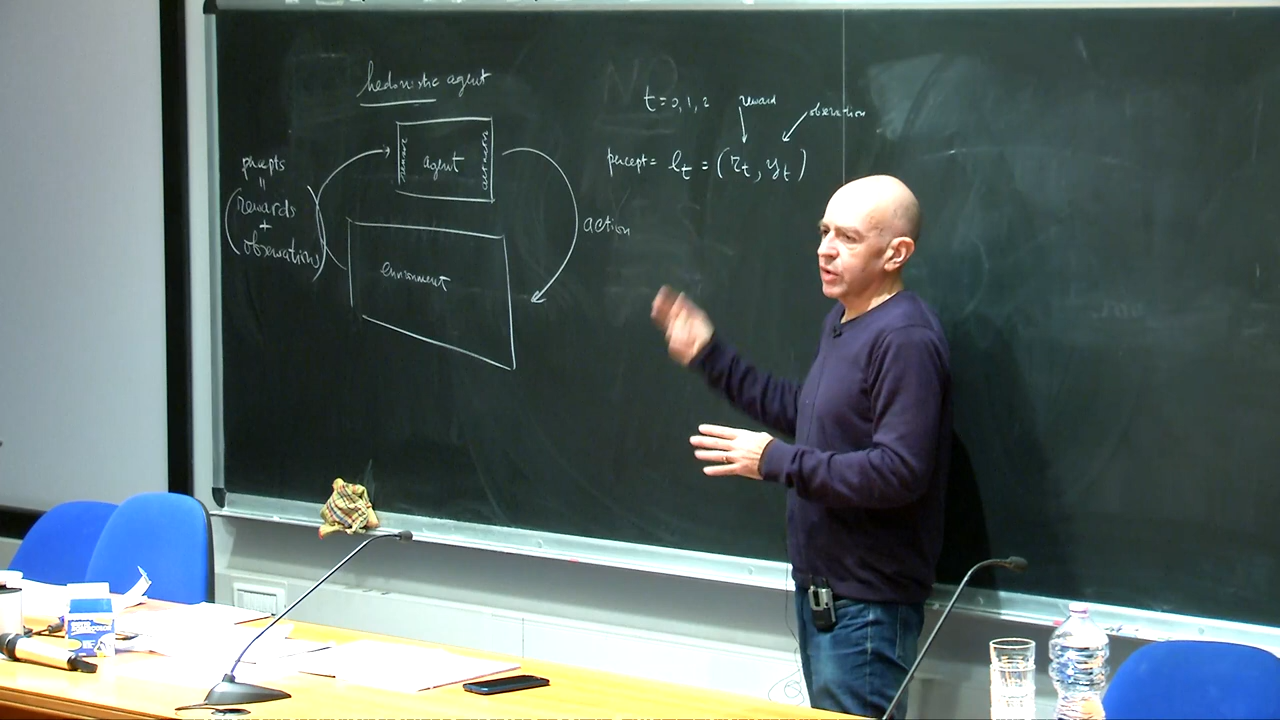 hedonistic agent
agent
percepts
"
(rewards
+
observations)
environment
action
t = 0, 1, 2
reward
observation
percept = e_t = (r_t, y_t)